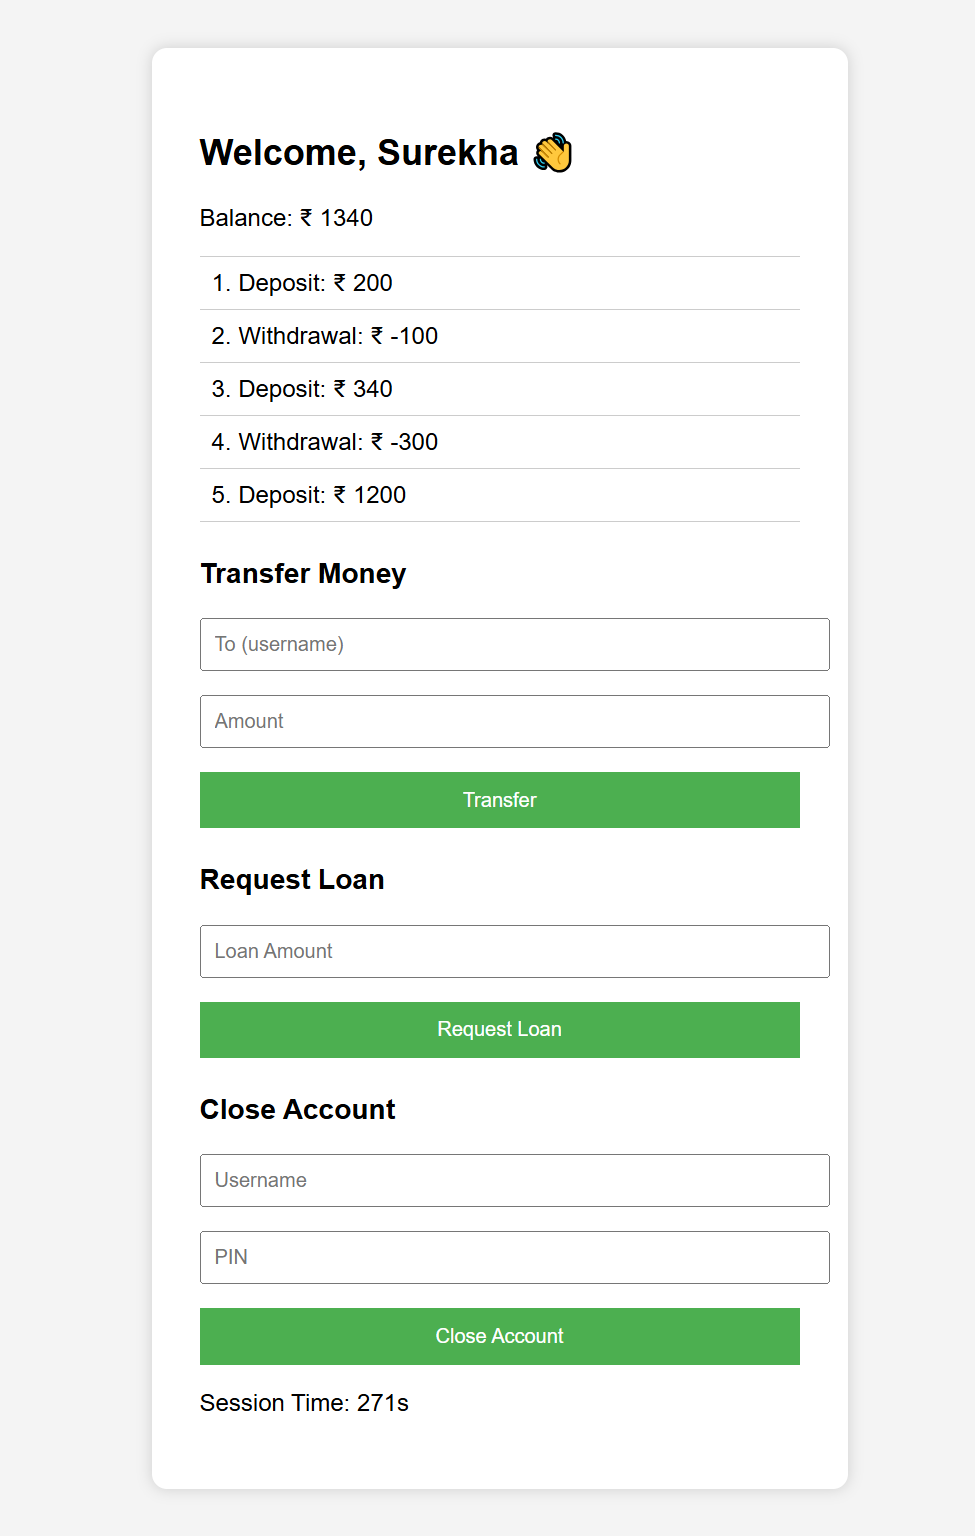 Welcome, Surekha 👋
Balance: ₹ 1340
1. Deposit: ₹ 200
2. Withdrawal: ₹ -100
3. Deposit: ₹ 340
4. Withdrawal: ₹ -300
5. Deposit: ₹ 1200
Transfer Money
To (username)
Amount
Transfer
Request Loan
Loan Amount
Request Loan
Close Account
Username
PIN
Close Account
Session Time: 271s